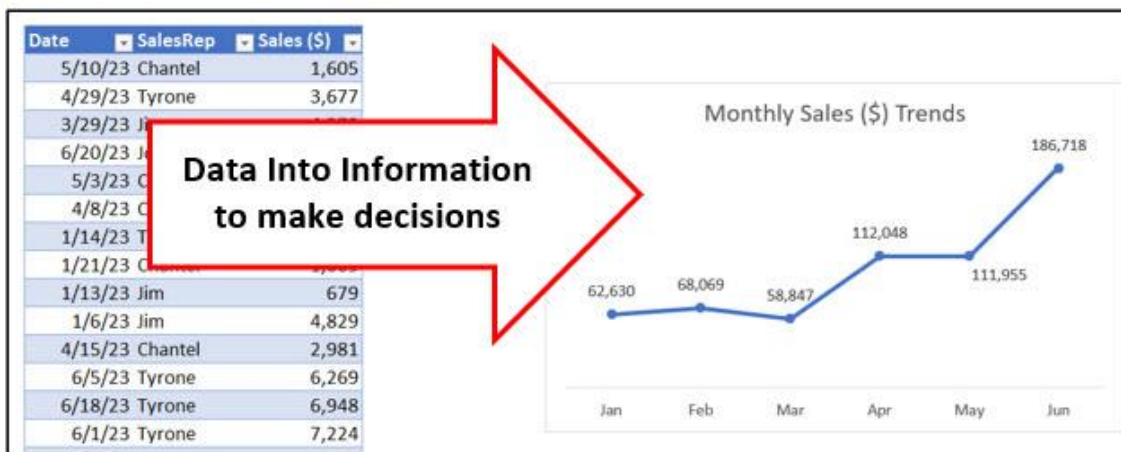 Date SalesRep Sales ($)
5/10/23 Chantel 1,605
4/29/23 Tyrone 3,677
3/29/23
6/20/23
5/3/23
4/8/23
1/14/23
1/21/23
1/13/23 Jim 679
1/6/23 Jim 4,829
4/15/23 Chantel 2,981
6/5/23 Tyrone 6,269
6/18/23 Tyrone 6,948
6/1/23 Tyrone 7,224
Data Into Information
to make decisions
Monthly Sales ($) Trends
186,718
112,048
111,955
62,630 68,069 58,847
Jan Feb Mar Apr May Jun